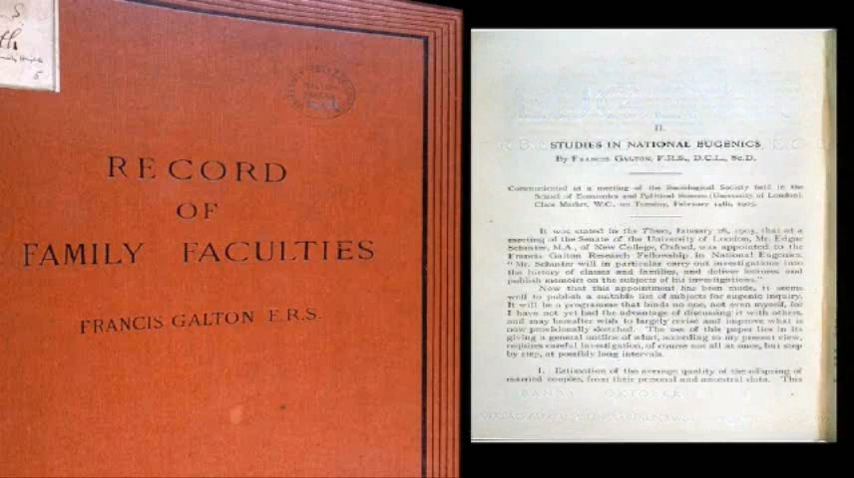 RECORD
OF
FAMILY FACULTIES
FRANCIS GALTON F.R.S.
II.
STUDIES IN NATIONAL EUGENICS
By FRANCIS GALTON, F.R.S., D.C.L., Sc.D.
Communicated at a meeting of the Sociological Society held in the
School of Economics and Political Science (University of London),
Clare Market, W.C., on Tuesday, February 14th, 1905.
It was stated in the Times, January 26, 1905, that at a
meeting of the Senate of the University of London, Mr. Edgar
Schuster, M.A., of New College, Oxford, was appointed to the
Francis Galton Research Fellowship in National Eugenics.
"Mr. Schuster will in particular carry out investigations into
the history of classes and families, and deliver lectures and
publish memoirs on the subjects of his investigations."
Now that this appointment has been made, it seems
well to publish a suitable list of subjects for eugenic inquiry.
It will be a programme that binds no one, not even myself, for
I have not yet had the advantage of discussing it with others,
and may hereafter wish to largely revise and improve what is
now provisionally sketched. The use of this paper lies in its
giving a general outline of what, according to my present view,
requires careful investigation, of course not all at once, but step
by step, at possibly long intervals.
I. Estimation of the average quality of the offspring of
married couples, from their personal and ancestral data. This